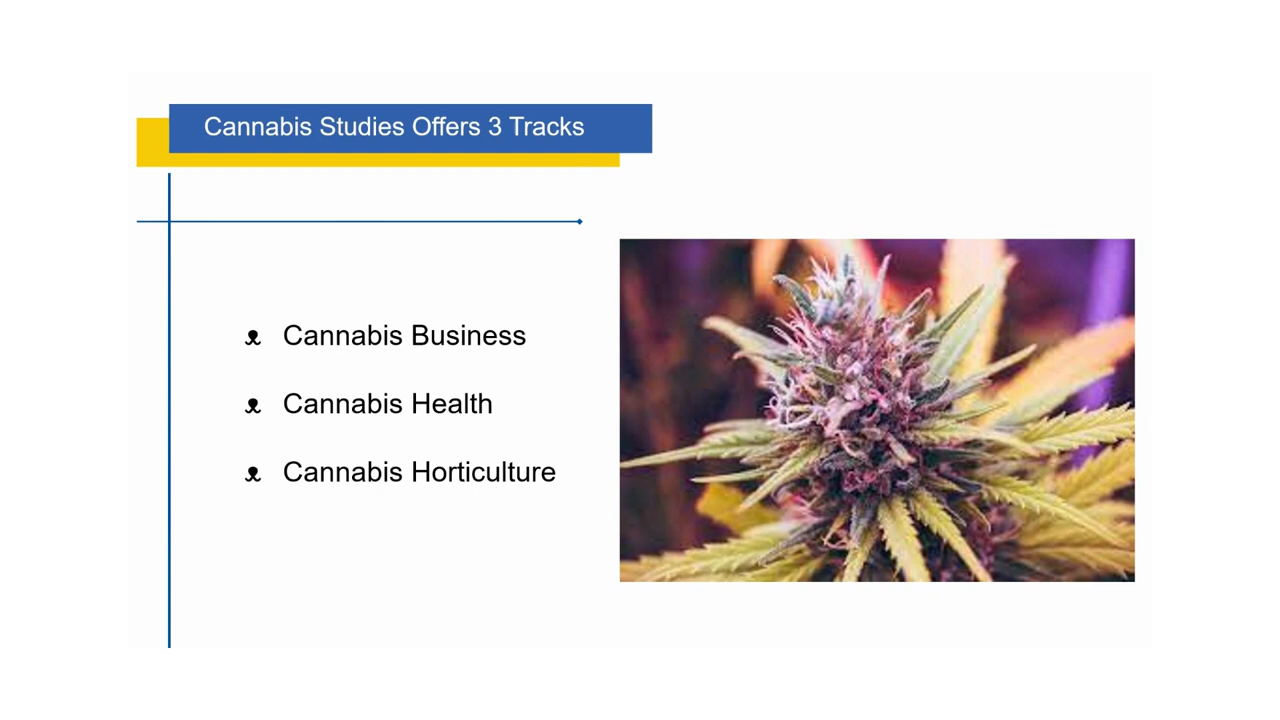 Cannabis Studies Offers 3 Tracks
ᴥ Cannabis Business
ᴥ Cannabis Health
ᴥ Cannabis Horticulture